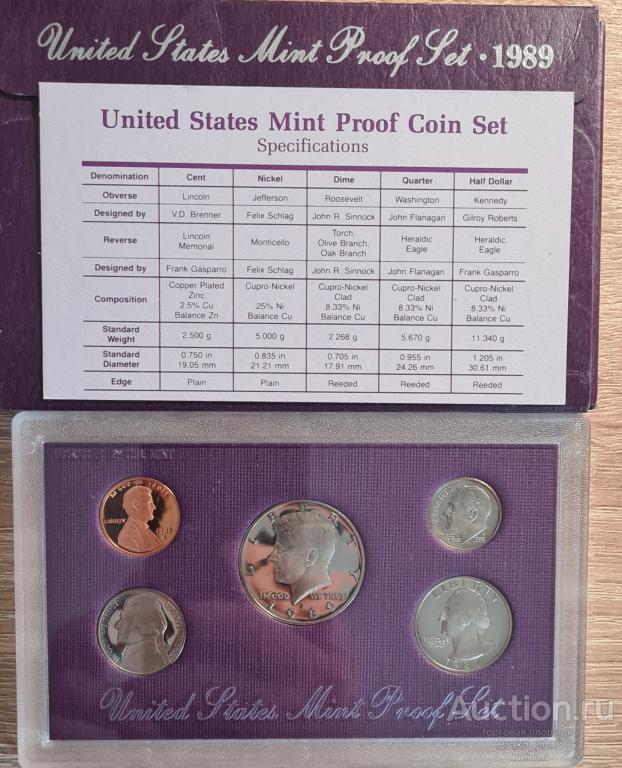 United States Mint Proof Set · 1989
United States Mint Proof Coin Set
Specifications
Denomination Cent Nickel Dime Quarter Half Dollar
Obverse Lincoln Jefferson Roosevelt Washington Kennedy
Designed by V.D. Brenner Felix Schlag John R. Sinnock John Flanagan Gilroy Roberts
Reverse Lincoln Memorial Monticello Torch, Olive Branch, Oak Branch Heraldic Eagle Heraldic Eagle
Designed by Frank Gasparro Felix Schlag John R. Sinnock John Flanagan Frank Gasparro
Composition Copper Plated Zinc 2.5% Cu Balance Zn Cupro-Nickel 25% Ni Balance Cu Cupro-Nickel Clad 8.33% Ni Balance Cu Cupro-Nickel Clad 8.33% Ni Balance Cu Cupro-Nickel Clad 8.33% Ni Balance Cu
Standard Weight 2.500 g 5.000 g 2.268 g 5.670 g 11.340 g
Standard Diameter 0.750 in 19.05 mm 0.835 in 21.21 mm 0.705 in 17.91 mm 0.955 in 24.26 mm 1.205 in 30.61 mm
Edge Plain Plain Reeded Reeded Reeded
LIBERTY
LIBERTY
IN GOD WE TRUST
1989
LIBERTY
LIBERTY
United States Mint Proof Set
Auction.ru
торговая площадка